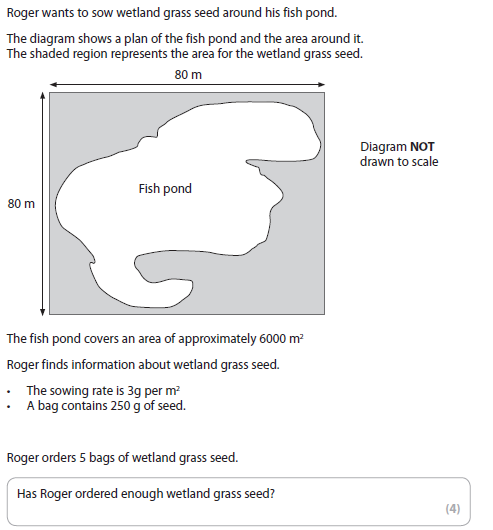 Roger wants to sow wetland grass seed around his fish pond.
The diagram shows a plan of the fish pond and the area around it.
The shaded region represents the area for the wetland grass seed.
80 m
Diagram NOT
drawn to scale
Fish pond
80 m
The fish pond covers an area of approximately 6000 m²
Roger finds information about wetland grass seed.
• The sowing rate is 3g per m²
• A bag contains 250 g of seed.
Roger orders 5 bags of wetland grass seed.
Has Roger ordered enough wetland grass seed?
(4)